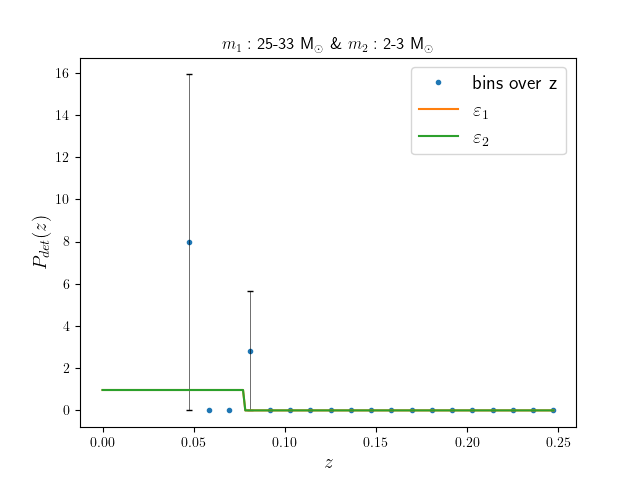 m₁ : 25-33 M⊙ & m₂ : 2-3 M⊙
bins over z
ε₁
ε₂
P_det(z)
16
14
12
10
8
6
4
2
0
0.00 0.05 0.10 0.15 0.20 0.25
z